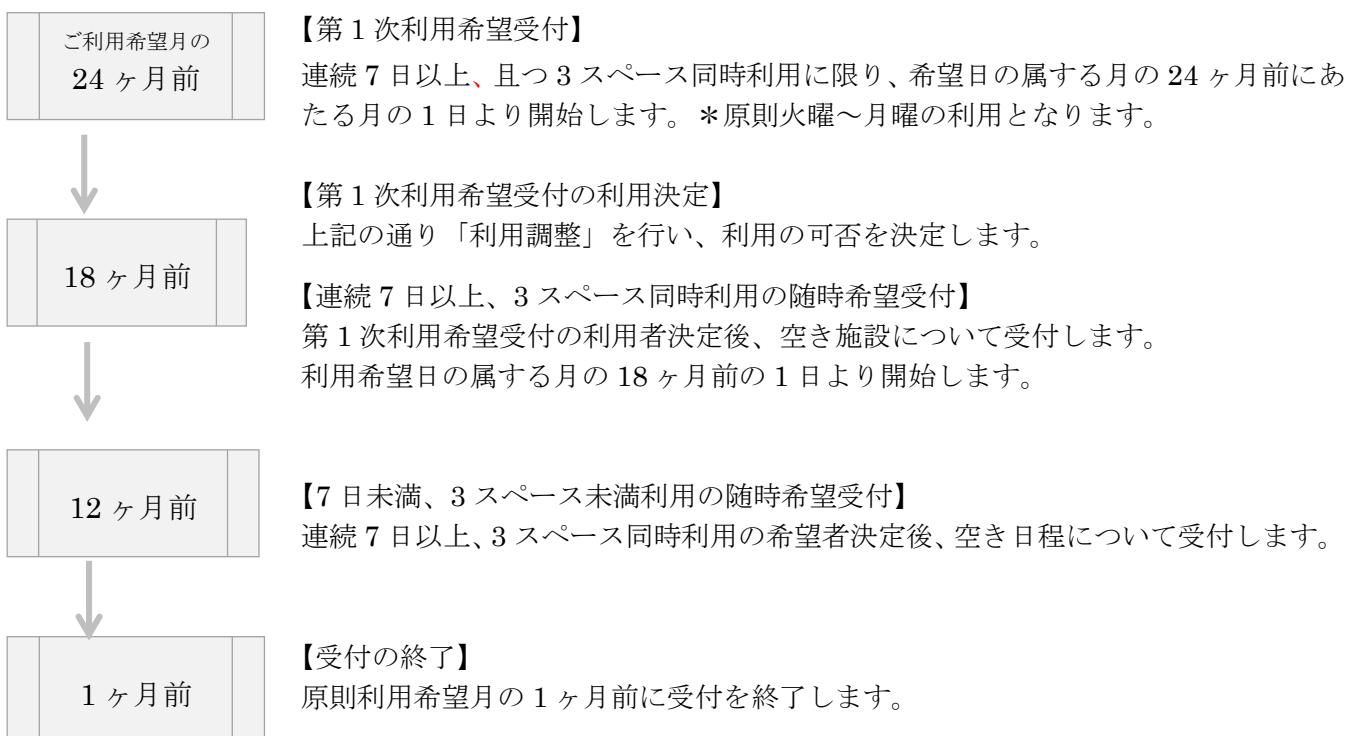 ご利用希望月の
24 ヶ月前
【第 1 次利用希望受付】
連続 7 日以上、且つ 3 スペース同時利用に限り、希望日の属する月の 24 ヶ月前にあ
たる月の 1 日より開始します。＊原則火曜～月曜の利用となります。
18 ヶ月前
【第 1 次利用希望受付の利用決定】
上記の通り「利用調整」を行い、利用の可否を決定します。
【連続 7 日以上、3 スペース同時利用の随時希望受付】
第 1 次利用希望受付の利用者決定後、空き施設について受付します。
利用希望日の属する月の 18 ヶ月前の 1 日より開始します。
12 ヶ月前
【7 日未満、3 スペース未満利用の随時希望受付】
連続 7 日以上、3 スペース同時利用の希望者決定後、空き日程について受付します。
1 ヶ月前
【受付の終了】
原則利用希望月の 1 ヶ月前に受付を終了します。